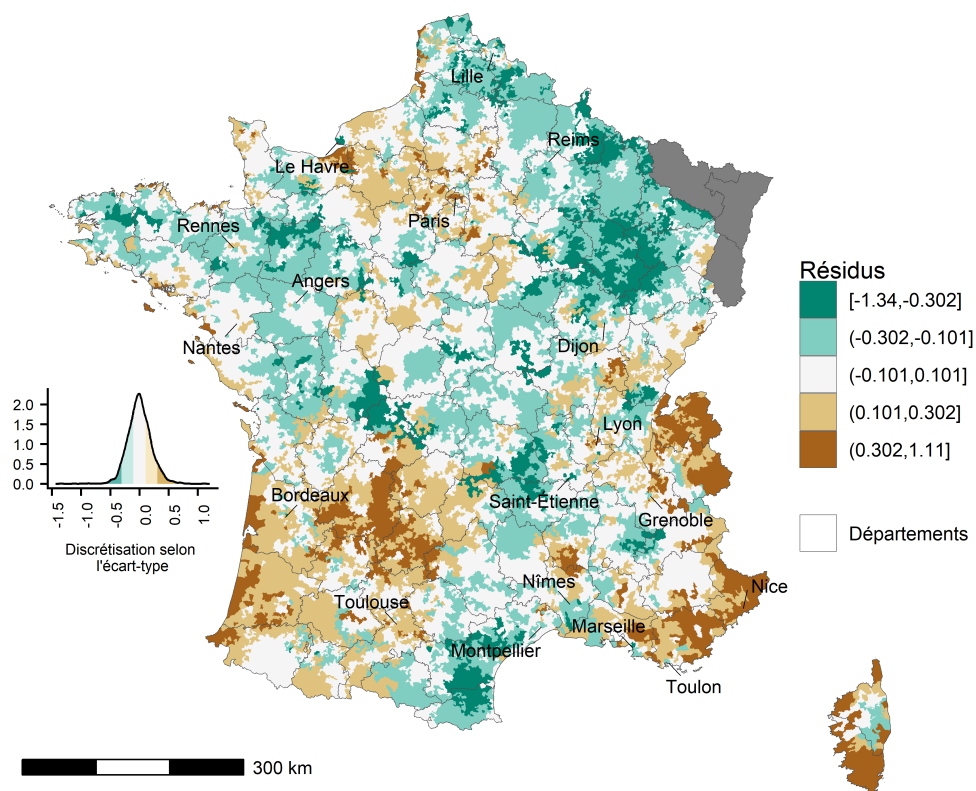 Lille
Reims
Le Havre
Paris
Rennes
Angers
Nantes
Dijon
Lyon
Bordeaux
Saint-Étienne
Grenoble
Nîmes
Nice
Toulouse
Marseille
Montpellier
Toulon
Résidus
[-1.34,-0.302]
(-0.302,-0.101]
(-0.101,0.101]
(0.101,0.302]
(0.302,1.11]
Départements
2.0
1.5
1.0
0.5
0.0
-1.5
-1.0
-0.5
0.0
0.5
1.0
Discrétisation selon
l'écart-type
300 km